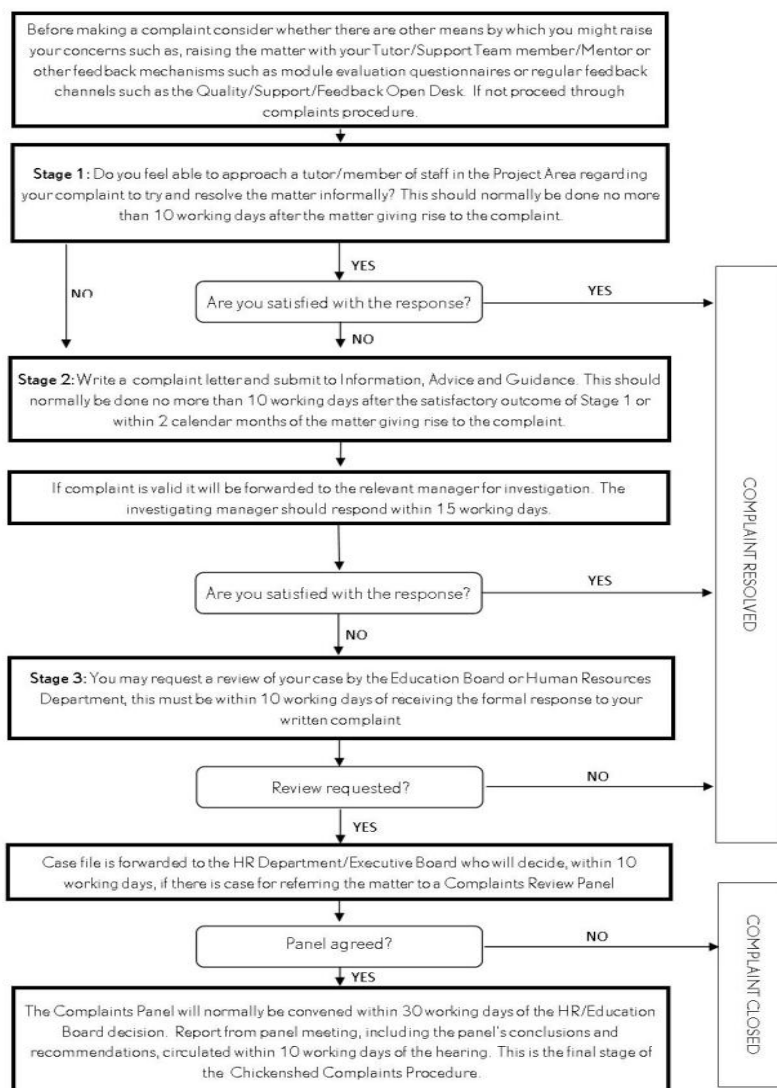 Before making a complaint consider whether there are other means by which you might raise
your concerns such as, raising the matter with your Tutor/Support Team member/Mentor or
other feedback mechanisms such as module evaluation questionnaires or regular feedback
channels such as the Quality/Support/Feedback Open Desk. If not proceed through
complaints procedure.
Stage 1: Do you feel able to approach a tutor/member of staff in the Project Area regarding
your complaint to try and resolve the matter informally? This should normally be done no more
than 10 working days after the matter giving rise to the complaint.
YES
NO
Are you satisfied with the response?
YES
NO
Stage 2: Write a complaint letter and submit to Information, Advice and Guidance. This should
normally be done no more than 10 working days after the satisfactory outcome of Stage 1 or
within 2 calendar months of the matter giving rise to the complaint.
If complaint is valid it will be forwarded to the relevant manager for investigation. The
investigating manager should respond within 15 working days.
Are you satisfied with the response?
YES
NO
COMPLAINT RESOLVED
Stage 3: You may request a review of your case by the Education Board or Human Resources
Department, this must be within 10 working days of receiving the formal response to your
written complaint
Review requested?
NO
YES
Case file is forwarded to the HR Department/Executive Board who will decide, within 10
working days, if there is case for referring the matter to a Complaints Review Panel
Panel agreed?
NO
YES
COMPLAINT CLOSED
The Complaints Panel will normally be convened within 30 working days of the HR/Education
Board decision. Report from panel meeting, including the panel's conclusions and
recommendations, circulated within 10 working days of the hearing. This is the final stage of
the Chickenshed Complaints Procedure.